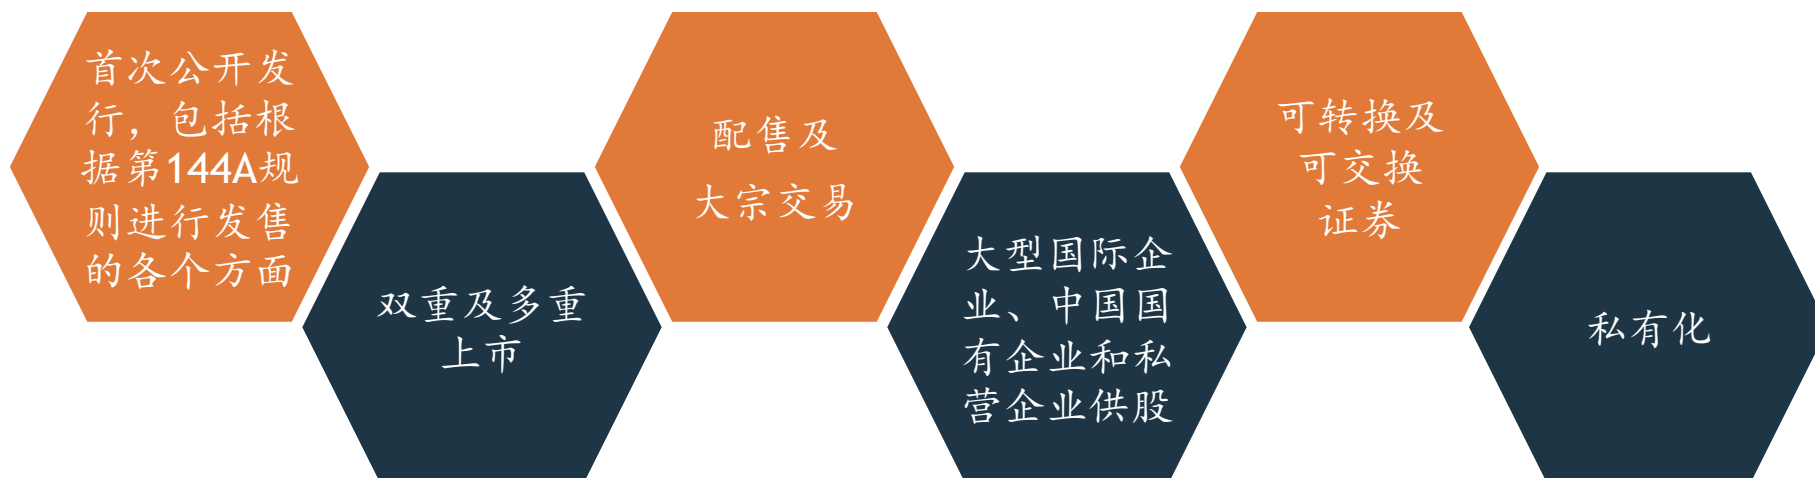 首次公开发
行，包括根
据第144A规
则进行发售
的各个方面
双重及多重
上市
配售及
大宗交易
大型国际企
业、中国国
有企业和私
营企业供股
可转换及
可交换
证券
私有化